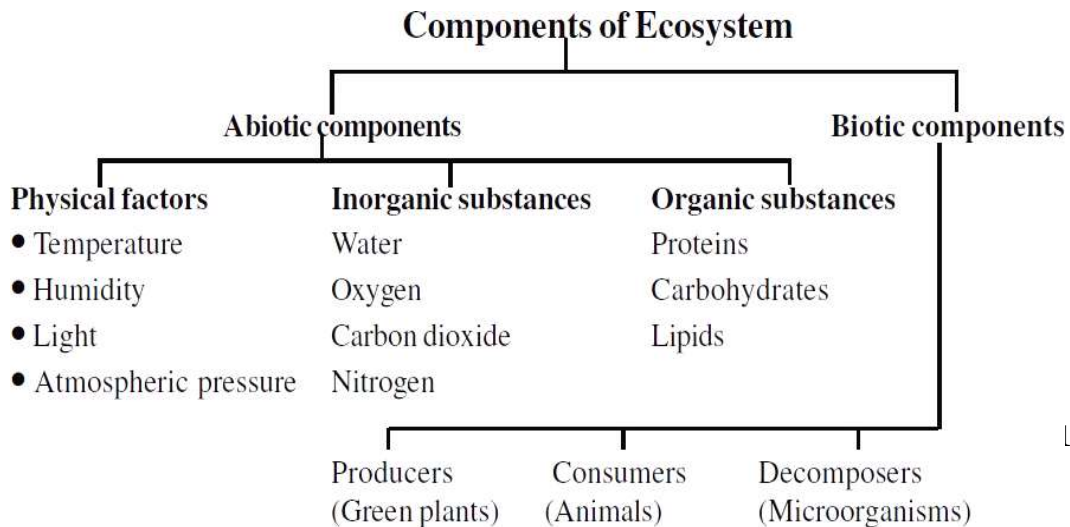 Components of Ecosystem
Abiotic components
Biotic components
Physical factors
• Temperature
• Humidity
• Light
• Atmospheric pressure
Inorganic substances
Water
Oxygen
Carbon dioxide
Nitrogen
Organic substances
Proteins
Carbohydrates
Lipids
Producers
(Green plants)
Consumers
(Animals)
Decomposers
(Microorganisms)